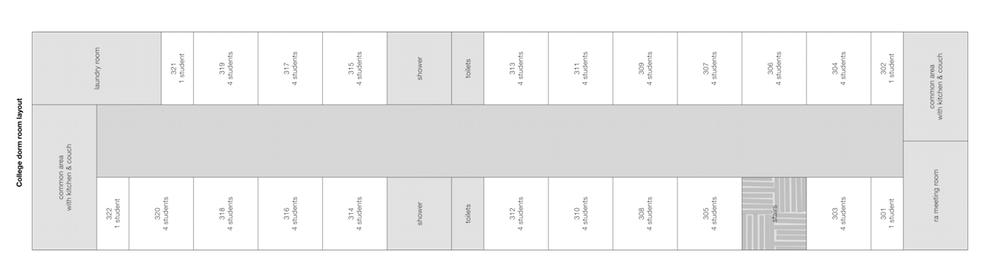 College dorm room layout
laundry room
321
1 student
319
4 students
317
4 students
315
4 students
shower
toilets
313
4 students
311
4 students
309
4 students
307
4 students
306
4 students
304
4 students
302
1 student
common area
with kitchen & couch
common area
with kitchen & couch
322
1 student
320
4 students
318
4 students
316
4 students
314
4 students
shower
toilets
312
4 students
310
4 students
308
4 students
305
4 students
stairs
303
4 students
301
1 student
ra meeting room